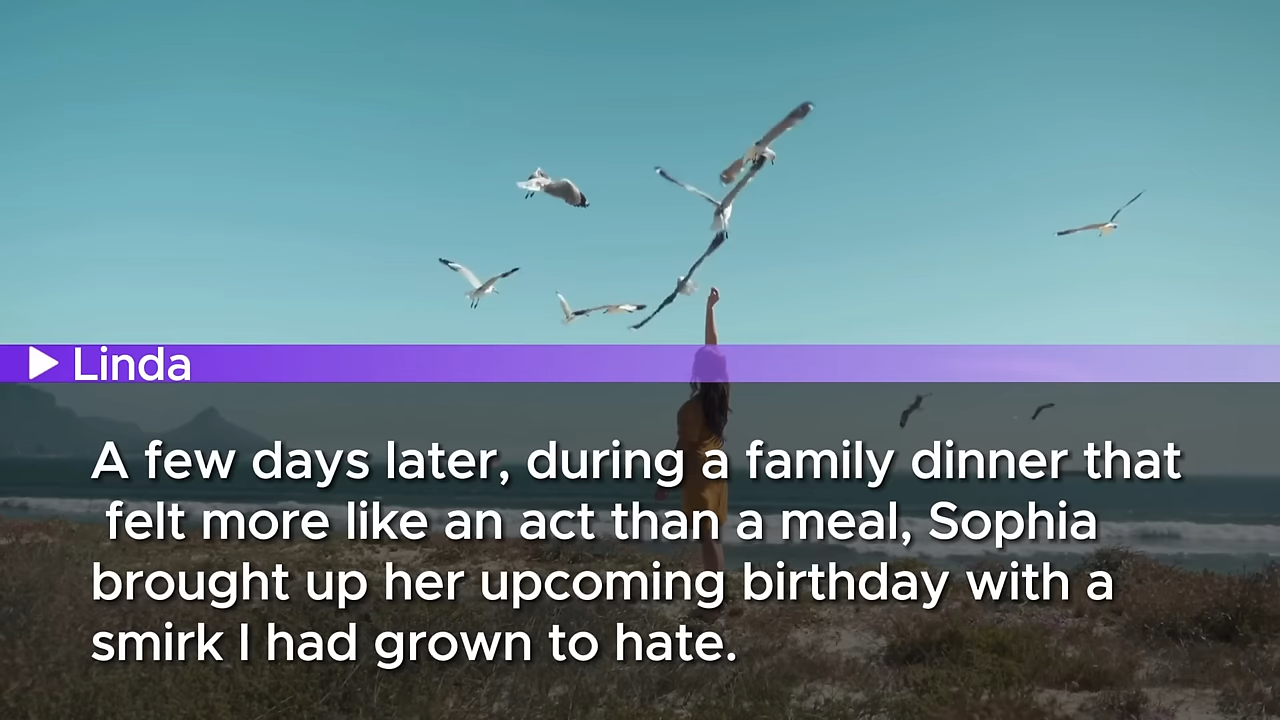 Linda
A few days later, during a family dinner that
felt more like an act than a meal, Sophia
brought up her upcoming birthday with a
smirk I had grown to hate.